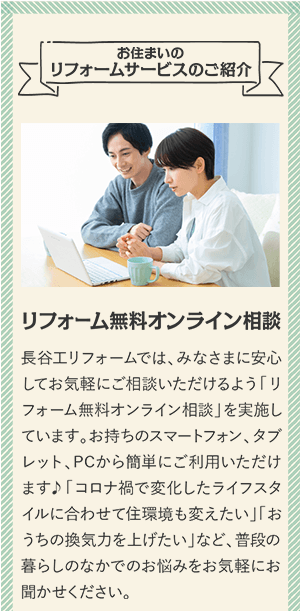 お住まいの
リフォームサービスのご紹介
リフォーム無料オンライン相談
長谷工リフォームでは、みなさまに安心
してお気軽にご相談いただけるよう「リ
フォーム無料オンライン相談」を実施し
ています。お持ちのスマートフォン、タブ
レット、PCから簡単にご利用いただけ
ます♪「コロナ禍で変化したライフスタ
イルに合わせて住環境も変えたい」「お
うちの換気力を上げたい」など、普段の
暮らしのなかでのお悩みをお気軽にお
聞かせください。